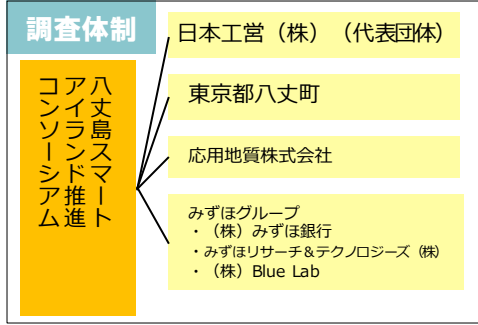 調査体制
八丈島スマート
アイランド推進
コンソーシアム
日本工営（株）（代表団体）
東京都八丈町
応用地質株式会社
みずほグループ
・（株）みずほ銀行
・みずほリサーチ＆テクノロジーズ（株）
・（株）Blue Lab